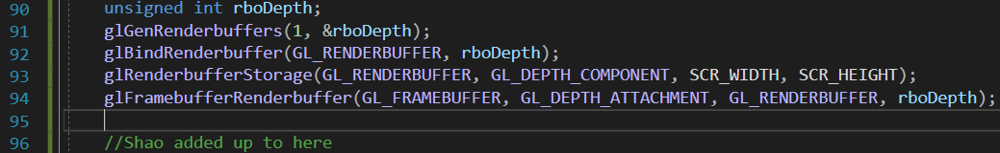 90 unsigned int rboDepth;
91 glGenRenderbuffers(1, &rboDepth);
92 glBindRenderbuffer(GL_RENDERBUFFER, rboDepth);
93 glRenderbufferStorage(GL_RENDERBUFFER, GL_DEPTH_COMPONENT, SCR_WIDTH, SCR_HEIGHT);
94 glFramebufferRenderbuffer(GL_FRAMEBUFFER, GL_DEPTH_ATTACHMENT, GL_RENDERBUFFER, rboDepth);
95
96 //Shao added up to here